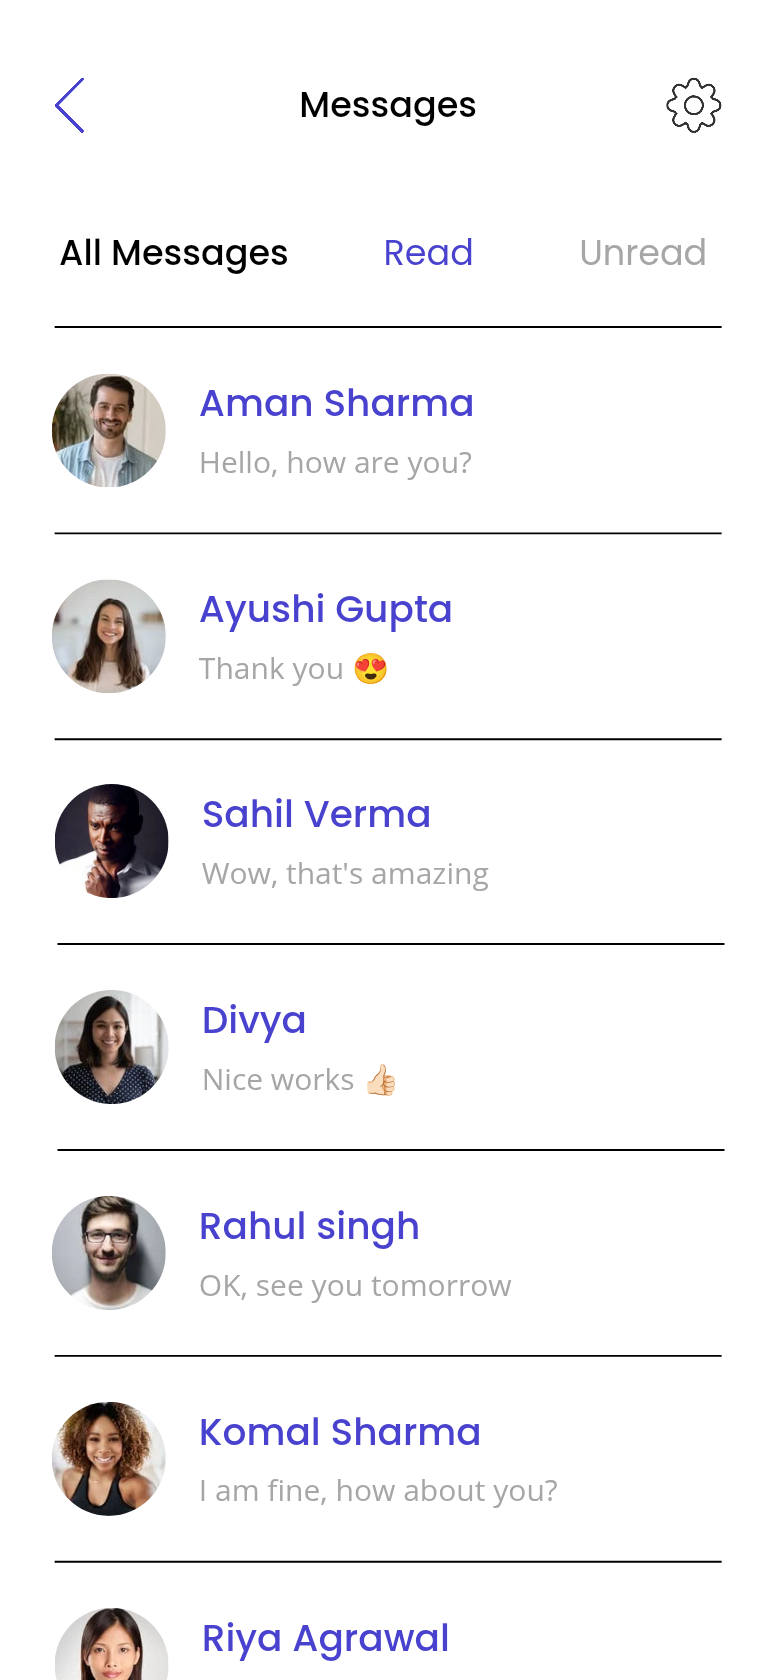 Messages
All Messages Read Unread
Aman Sharma
Hello, how are you?
Ayushi Gupta
Thank you 😍
Sahil Verma
Wow, that's amazing
Divya
Nice works 👍🏻
Rahul singh
OK, see you tomorrow
Komal Sharma
I am fine, how about you?
Riya Agrawal